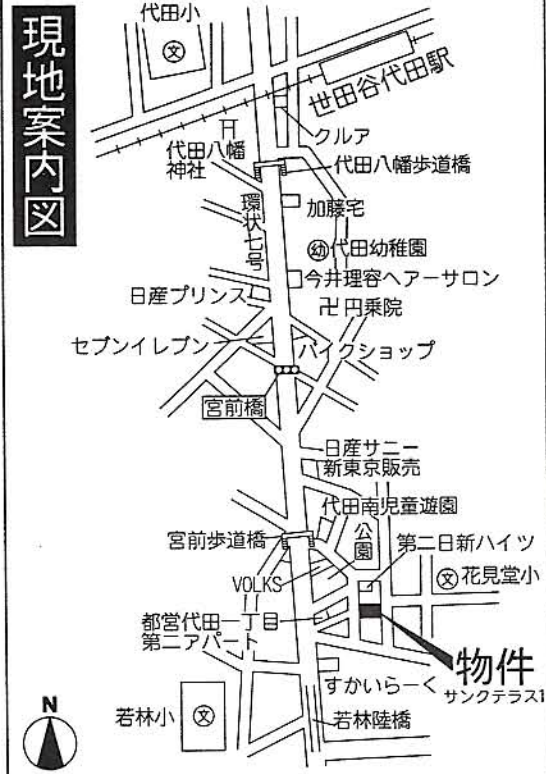 現地案内図
代田小
文
世田谷代田駅
クルア
代田八幡
神社
代田八幡歩道橋
環状七号
加藤宅
幼
代田幼稚園
今井理容ヘアーサロン
日産プリンス
卍円乗院
セブンイレブン
バイクショップ
宮前橋
日産サニー
新東京販売
代田南児童遊園
宮前歩道橋
公園
第二日新ハイツ
VOLKS
文
花見堂小
都営代田一丁目
第二アパート
物件
サンクテラス1
すかいらーく
若林小
文
若林陸橋
N